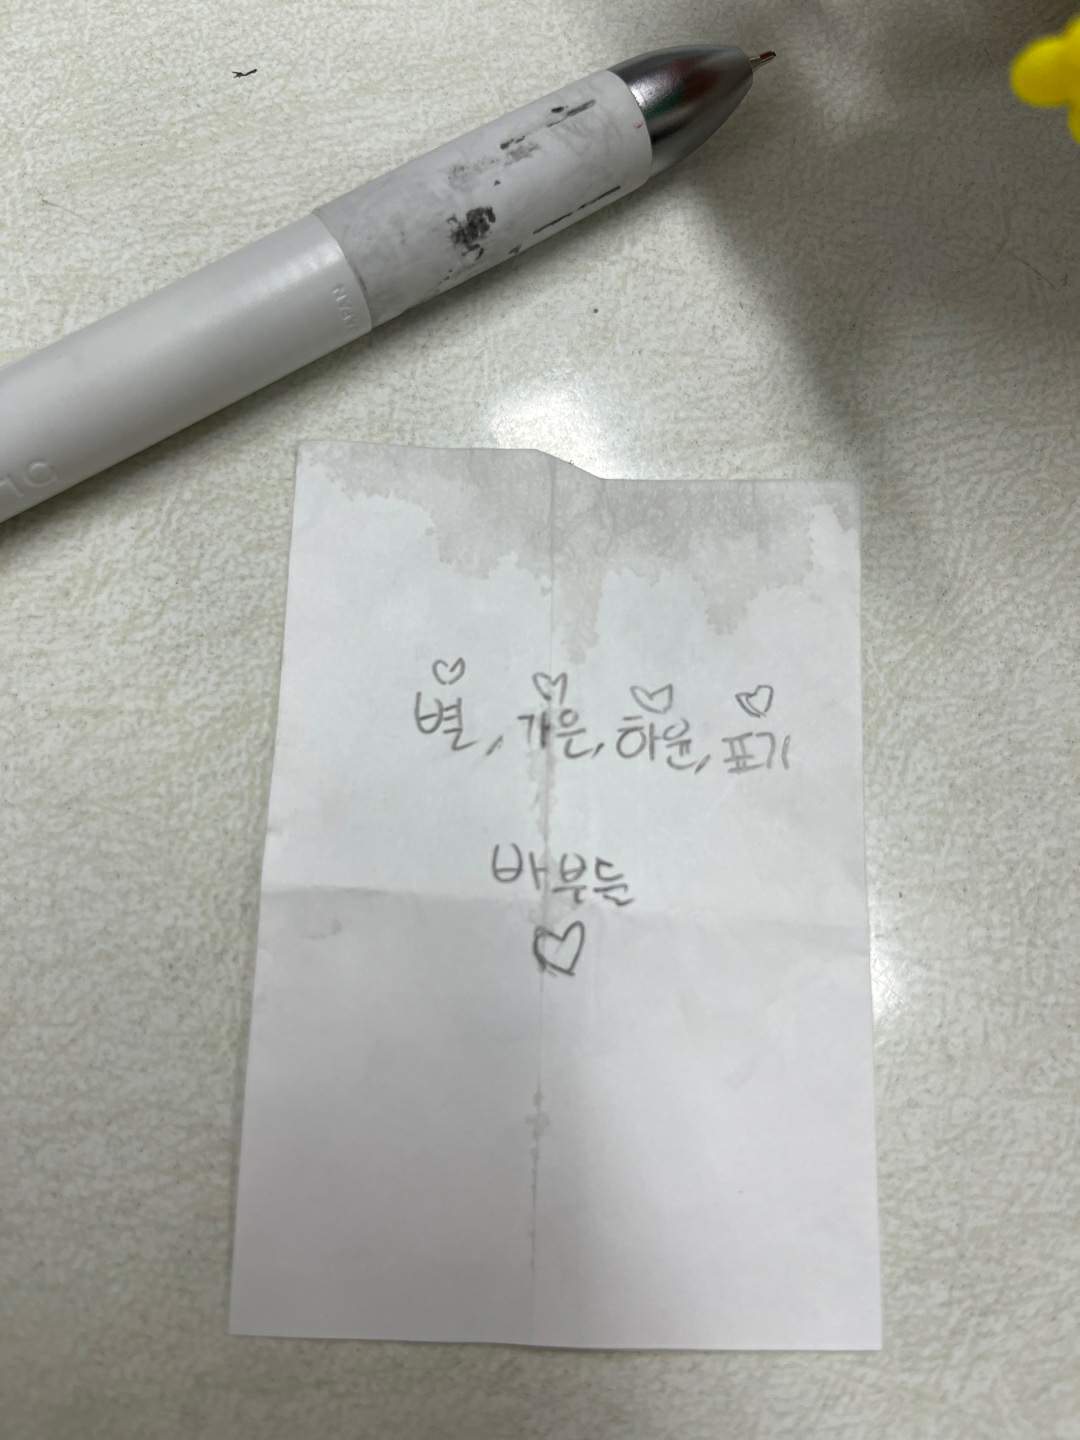 별, 가은, 하윤, 표기
바부들